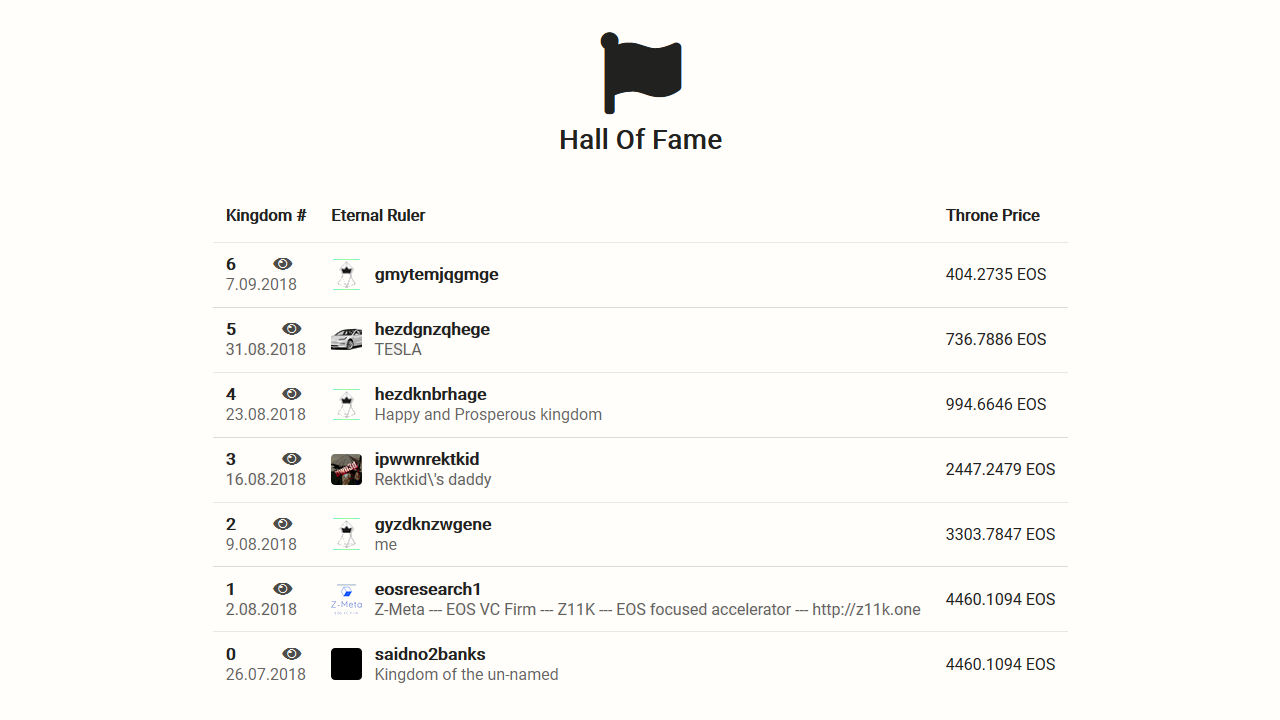 Hall Of Fame
Kingdom # Eternal Ruler Throne Price
6 gmytemjqgmge 404.2735 EOS
7.09.2018
5 hezdgnzqhege 736.7886 EOS
31.08.2018 TESLA
4 hezdknbrhage 994.6646 EOS
23.08.2018 Happy and Prosperous kingdom
3 ipwwnrektkid 2447.2479 EOS
16.08.2018 Rektkid\'s daddy
2 gyzdknzwgene 3303.7847 EOS
9.08.2018 me
1 eosresearch1 4460.1094 EOS
Z-Meta
2.08.2018 Z-Meta --- EOS VC Firm --- Z11K --- EOS focused accelerator --- http://z11k.one
0 saidno2banks 4460.1094 EOS
26.07.2018 Kingdom of the un-named